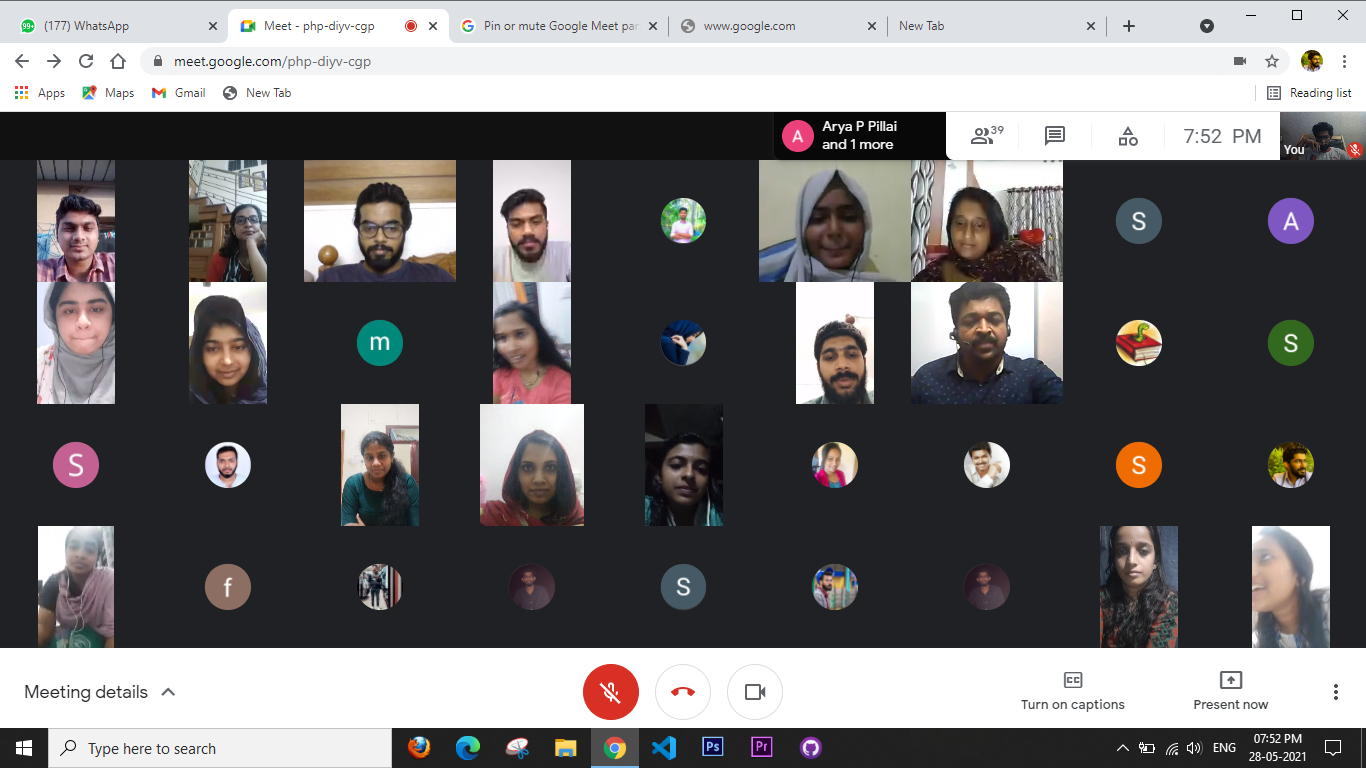 99+
(177) WhatsApp
Meet - php-diyv-cgp
Pin or mute Google Meet par
www.google.com
New Tab
meet.google.com/php-diyv-cgp
Apps
Maps
Gmail
New Tab
Reading list
A
Arya P Pillai
and 1 more
39
7:52 PM
You
S
A
m
S
S
S
f
S
Meeting details
CC
Turn on captions
Present now
Type here to search
Ps
Pr
ENG
07:52 PM
28-05-2021